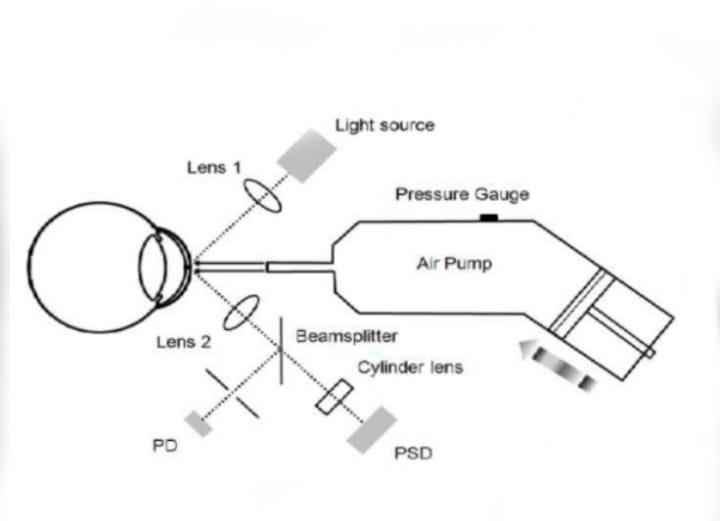 Light source
Lens 1
Pressure Gauge
Air Pump
Lens 2
Beamsplitter
Cylinder lens
PD
PSD